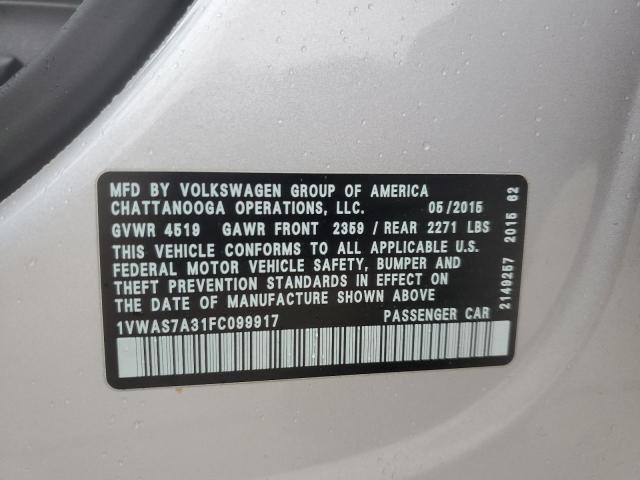 MFD BY VOLKSWAGEN GROUP OF AMERICA
CHATTANOOGA OPERATIONS, LLC. 05/2015
GVWR 4519 GAWR FRONT 2359 / REAR 2271 LBS
THIS VEHICLE CONFORMS TO ALL APPLICABLE U.S.
FEDERAL MOTOR VEHICLE SAFETY, BUMPER AND
THEFT PREVENTION STANDARDS IN EFFECT ON
THE DATE OF MANUFACTURE SHOWN ABOVE
1VWAS7A31FC099917 PASSENGER CAR
2149257 2015 62